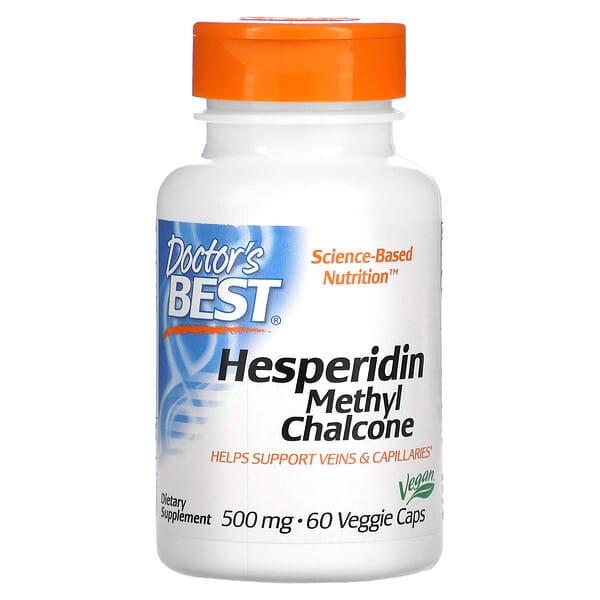 Doctor's
BEST®
Science-Based
Nutrition™
Hesperidin
Methyl
Chalcone
HELPS SUPPORT VEINS & CAPILLARIES*
Vegan
Dietary
Supplement
500 mg • 60 Veggie Caps